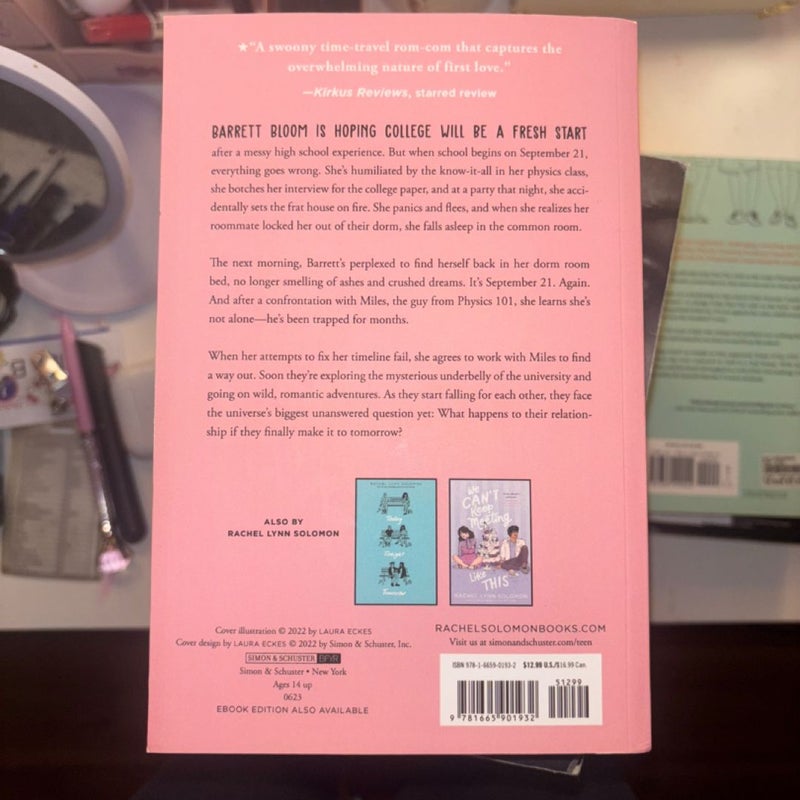 ★"A swoony time-travel rom-com that captures the
overwhelming nature of first love."
—Kirkus Reviews, starred review
BARRETT BLOOM IS HOPING COLLEGE WILL BE A FRESH START
after a messy high school experience. But when school begins on September 21,
everything goes wrong. She's humiliated by the know-it-all in her physics class,
she botches her interview for the college paper, and at a party that night, she acci-
dentally sets the frat house on fire. She panics and flees, and when she realizes her
roommate locked her out of their dorm, she falls asleep in the common room.
The next morning, Barrett's perplexed to find herself back in her dorm room
bed, no longer smelling of ashes and crushed dreams. It's September 21. Again.
And after a confrontation with Miles, the guy from Physics 101, she learns she's
not alone—he's been trapped for months.
When her attempts to fix her timeline fail, she agrees to work with Miles to find
a way out. Soon they're exploring the mysterious underbelly of the university and
going on wild, romantic adventures. As they start falling for each other, they face
the universe's biggest unanswered question yet: What happens to their relation-
ship if they finally make it to tomorrow?
ALSO BY
RACHEL LYNN SOLOMON
RACHEL LYNN SOLOMON
Today
Tonight
Tomorrow
We
CAN'T
Keep
Meeting
Like
THIS
RACHEL LYNN SOLOMON
Cover illustration © 2022 by LAURA ECKES
Cover design by LAURA ECKES © 2022 by Simon & Schuster, Inc.
SIMON & SCHUSTER BFYR
Simon & Schuster • New York
Ages 14 up
0623
EBOOK EDITION ALSO AVAILABLE
RACHELSOLOMONBOOKS.COM
Visit us at simonandschuster.com/teen
ISBN 978-1-6659-0193-2 $12.99 U.S./$16.99 Can.
51299
9 781665 901932